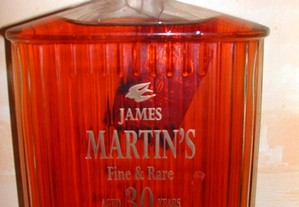 JAMES
MARTIN'S
Fine & Rare
AGED 30 YEARS